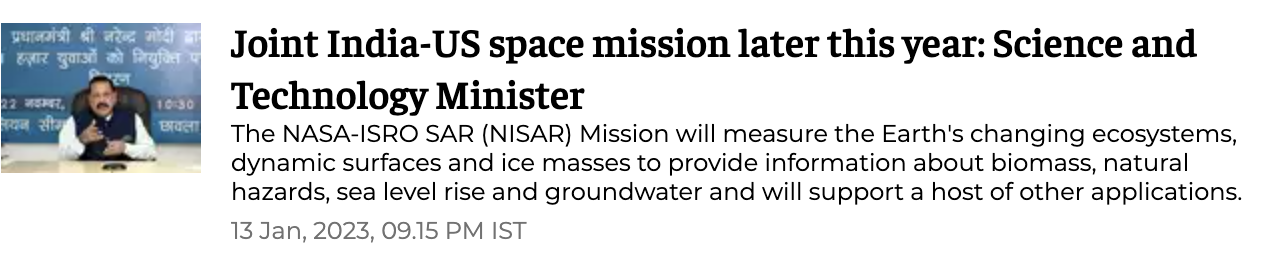 प्रधानमंत्री श्री नरेन्द्र मोदी द्वा
हज़ार युवाओं को नियुक्ति प
वितरण
22 नवम्बर,
10:30
छावला
Joint India-US space mission later this year: Science and
Technology Minister
The NASA-ISRO SAR (NISAR) Mission will measure the Earth's changing ecosystems,
dynamic surfaces and ice masses to provide information about biomass, natural
hazards, sea level rise and groundwater and will support a host of other applications.
13 Jan, 2023, 09.15 PM IST